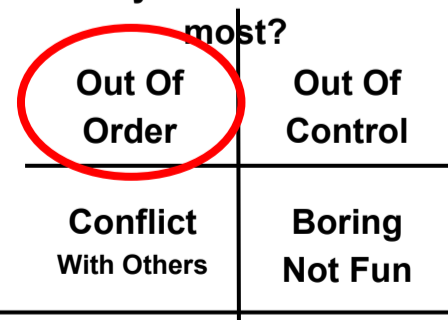 most?
Out Of
Order
Out Of
Control
Conflict
With Others
Boring
Not Fun